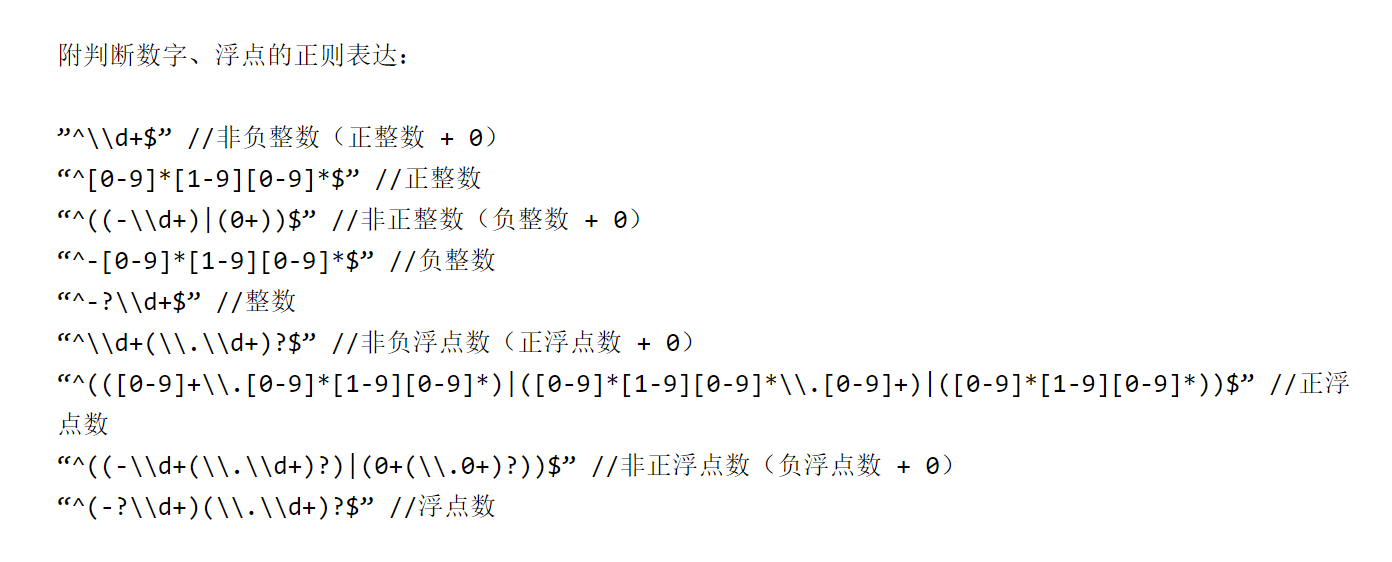 附判断数字、浮点的正则表达：
”^\\d+$” //非负整数（正整数 + 0）
“^[0-9]*[1-9][0-9]*$” //正整数
“^((-\\d+)|(0+))$” //非正整数（负整数 + 0）
“^-[0-9]*[1-9][0-9]*$” //负整数
“^-?\\d+$” //整数
“^\\d+(\\.\\d+)?$” //非负浮点数（正浮点数 + 0）
“^(([0-9]+\\.[0-9]*[1-9][0-9]*)|([0-9]*[1-9][0-9]*\\.[0-9]+)|([0-9]*[1-9][0-9]*))$” //正浮
点数
“^((-\\d+(\\.\\d+)?)|(0+(\\.0+)?))$” //非正浮点数（负浮点数 + 0）
“^(-?\\d+)(\\.\\d+)?$” //浮点数